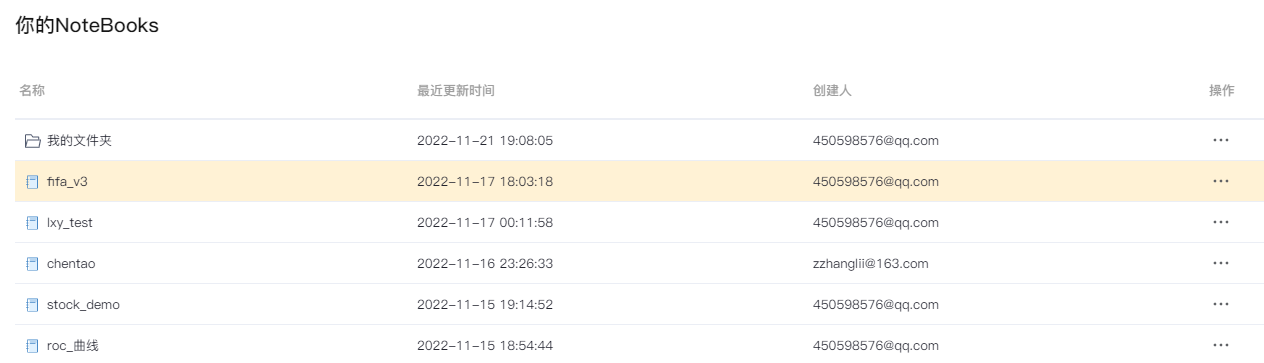 你的NoteBooks
名称 最近更新时间 创建人 操作
我的文件夹 2022-11-21 19:08:05 450598576@qq.com ···
fifa_v3 2022-11-17 18:03:18 450598576@qq.com ···
lxy_test 2022-11-17 00:11:58 450598576@qq.com ···
chentao 2022-11-16 23:26:33 zzhanglii@163.com ···
stock_demo 2022-11-15 19:14:52 450598576@qq.com ···
roc_曲线 2022-11-15 18:54:44 450598576@qq.com ···